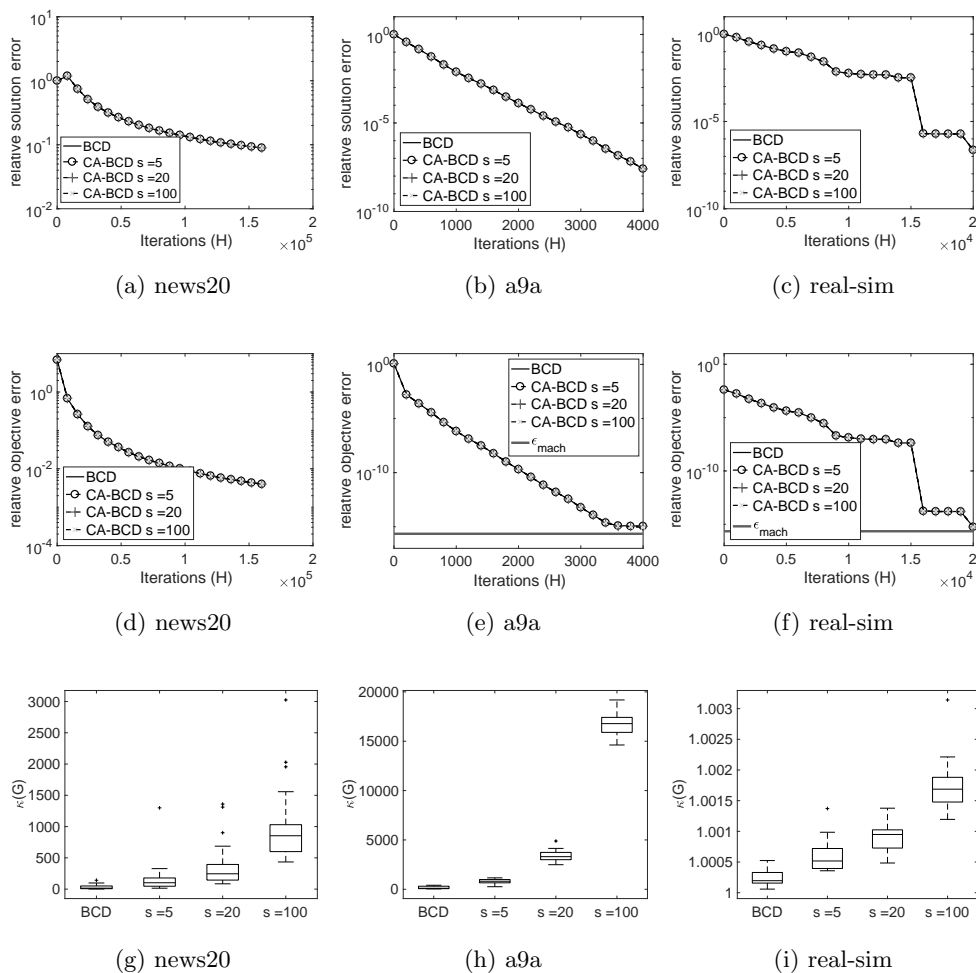 relative solution error
10^1
10^0
10^-1
10^-2
BCD
CA-BCD s =5
CA-BCD s =20
CA-BCD s =100
0 0.5 1 1.5 2
Iterations (H) ×10^5
(a) news20
relative solution error
10^0
10^-5
10^-10
BCD
CA-BCD s =5
CA-BCD s =20
CA-BCD s =100
0 1000 2000 3000 4000
Iterations (H)
(b) a9a
relative solution error
10^0
10^-5
10^-10
BCD
CA-BCD s =5
CA-BCD s =20
CA-BCD s =100
0 0.5 1 1.5 2
Iterations (H) ×10^4
(c) real-sim
relative objective error
10^0
10^-2
10^-4
BCD
CA-BCD s =5
CA-BCD s =20
CA-BCD s =100
0 0.5 1 1.5 2
Iterations (H) ×10^5
(d) news20
relative objective error
10^0
10^-10
BCD
CA-BCD s =5
CA-BCD s =20
CA-BCD s =100
ϵ_mach
0 1000 2000 3000 4000
Iterations (H)
(e) a9a
relative objective error
10^0
10^-10
BCD
CA-BCD s =5
CA-BCD s =20
CA-BCD s =100
ϵ_mach
0 0.5 1 1.5 2
Iterations (H) ×10^4
(f) real-sim
κ(G)
3000
2500
2000
1500
1000
500
0
BCD s =5 s =20 s =100
(g) news20
κ(G)
20000
15000
10000
5000
0
BCD s =5 s =20 s =100
(h) a9a
κ(G)
1.003
1.0025
1.002
1.0015
1.001
1.0005
1
BCD s =5 s =20 s =100
(i) real-sim